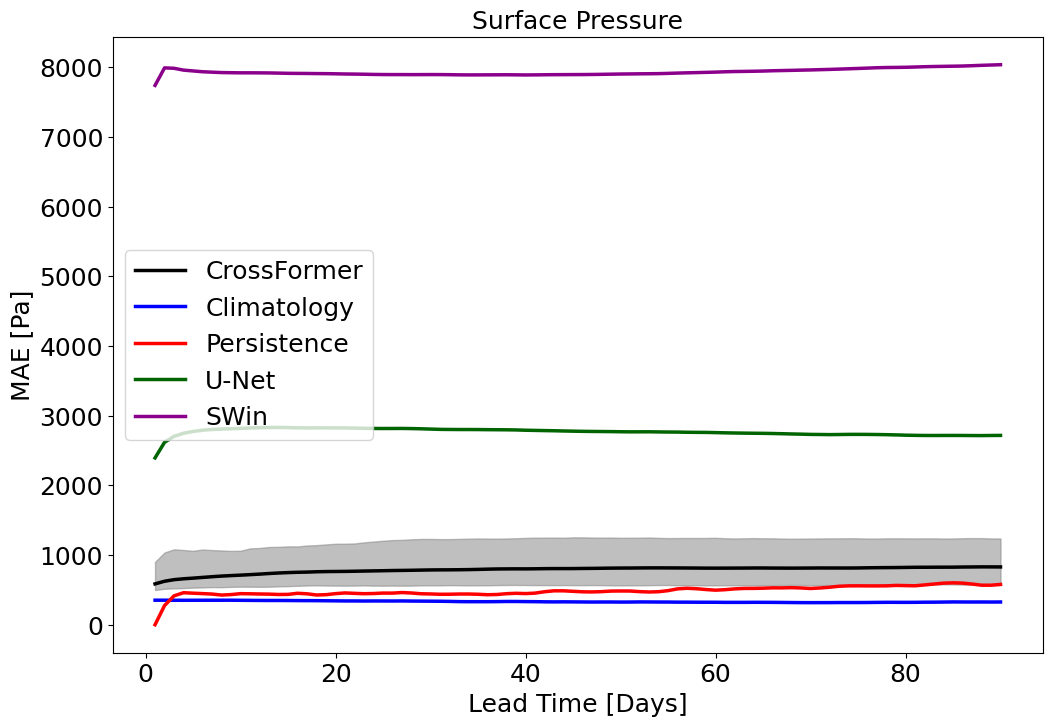 Surface Pressure
8000
7000
6000
5000
4000
3000
2000
1000
0
MAE [Pa]
CrossFormer
Climatology
Persistence
U-Net
SWin
0 20 40 60 80
Lead Time [Days]